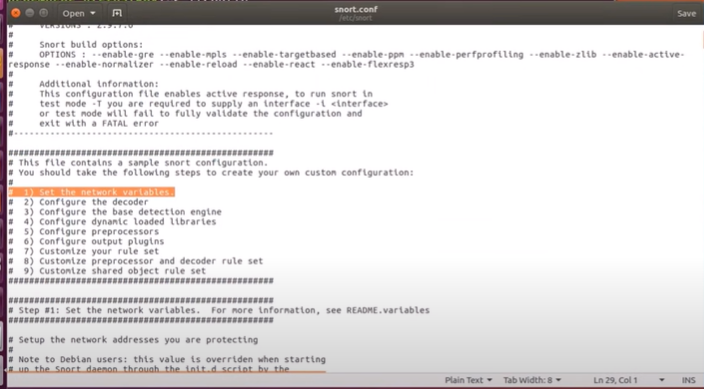 Open
snort.conf
/etc/snort
Save
# VERSIONS : 2.9.7.0
#
# Snort build options:
# OPTIONS : --enable-gre --enable-mpls --enable-targetbased --enable-ppm --enable-perfprofiling --enable-zlib --enable-active-
response --enable-normalizer --enable-reload --enable-react --enable-flexresp3
#
# Additional information:
# This configuration file enables active response, to run snort in
# test mode -T you are required to supply an interface -i <interface>
# or test mode will fail to fully validate the configuration and
# exit with a FATAL error
#--------------------------------------------------
###################################################
# This file contains a sample snort configuration.
# You should take the following steps to create your own custom configuration:
#
# 1) Set the network variables.
# 2) Configure the decoder
# 3) Configure the base detection engine
# 4) Configure dynamic loaded libraries
# 5) Configure preprocessors
# 6) Configure output plugins
# 7) Customize your rule set
# 8) Customize preprocessor and decoder rule set
# 9) Customize shared object rule set
###################################################
###################################################
# Step #1: Set the network variables. For more information, see README.variables
###################################################
# Setup the network addresses you are protecting
#
# Note to Debian users: this value is overriden when starting
# up the Snort daemon through the init.d script by the
Plain Text Tab Width: 8 Ln 29, Col 1 INS